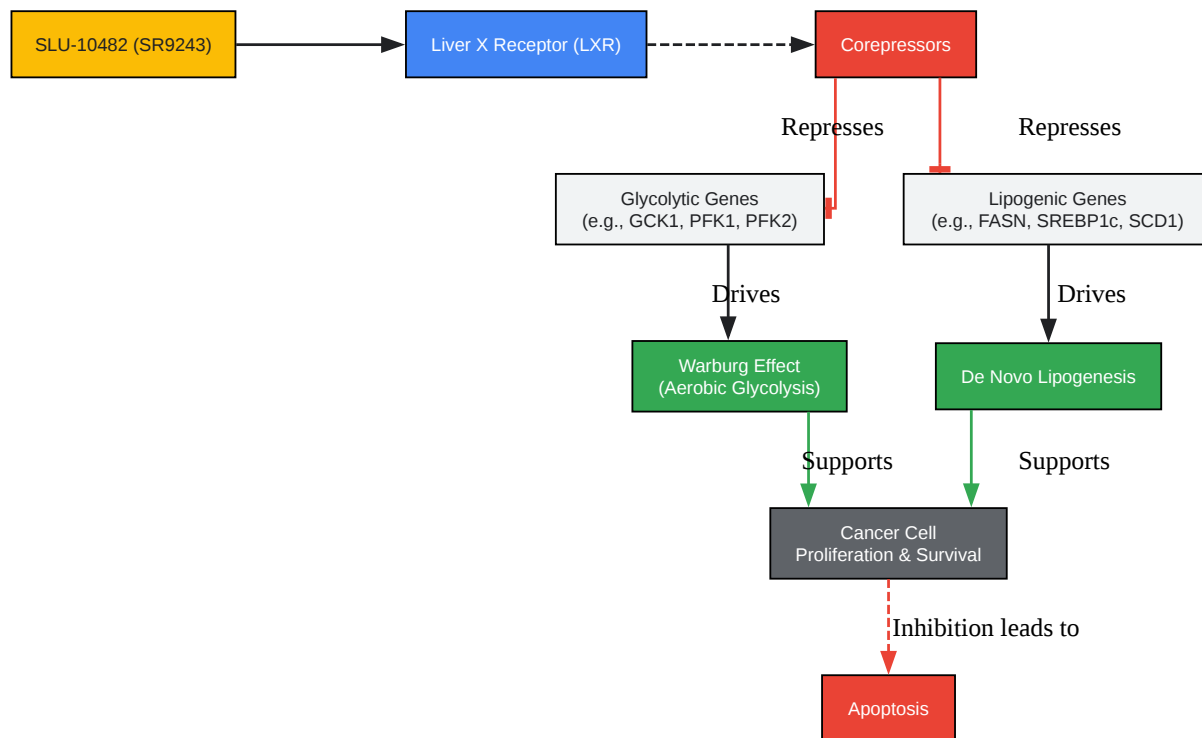 SLU-10482 (SR9243)
Liver X Receptor (LXR)
Corepressors
Represses
Represses
Glycolytic Genes
(e.g., GCK1, PFK1, PFK2)
Lipogenic Genes
(e.g., FASN, SREBP1c, SCD1)
Drives
Drives
Warburg Effect
(Aerobic Glycolysis)
De Novo Lipogenesis
Supports
Supports
Cancer Cell
Proliferation & Survival
Inhibition leads to
Apoptosis